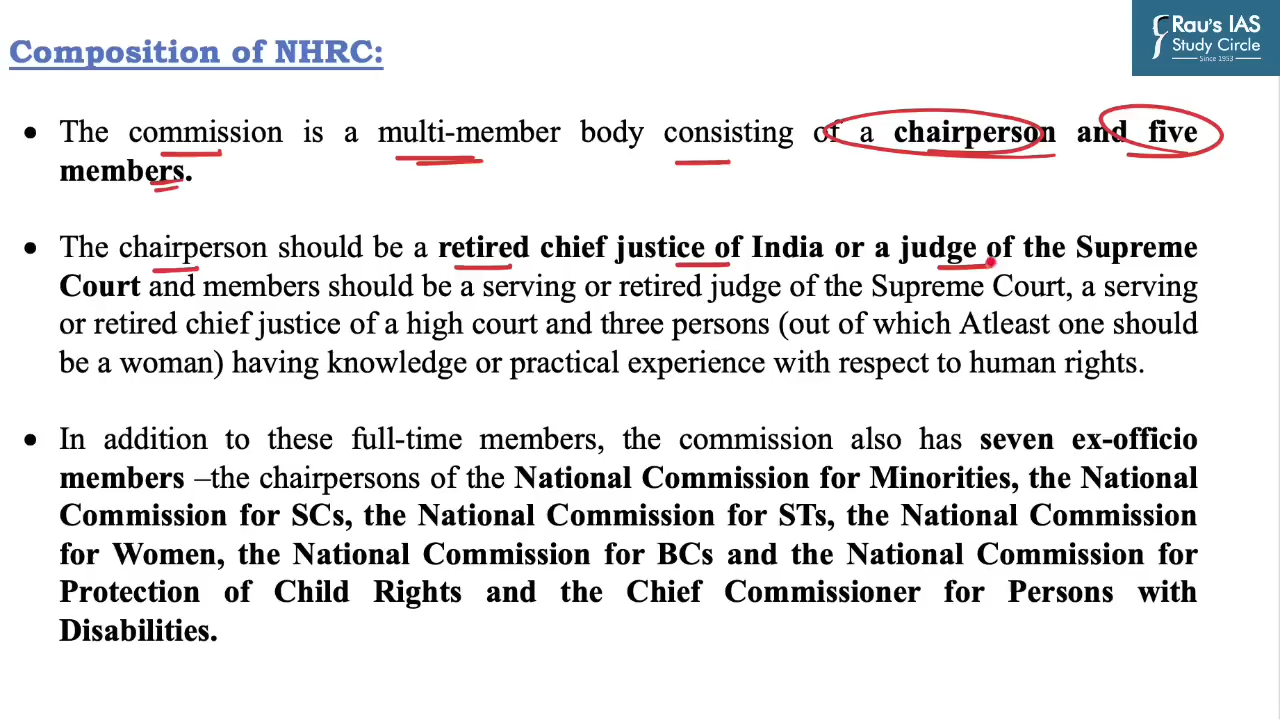 Rau's IAS
Study Circle
Since 1953
Composition of NHRC:
• The commission is a multi-member body consisting of a chairperson and five
members.
• The chairperson should be a retired chief justice of India or a judge of the Supreme
Court and members should be a serving or retired judge of the Supreme Court, a serving
or retired chief justice of a high court and three persons (out of which Atleast one should
be a woman) having knowledge or practical experience with respect to human rights.
• In addition to these full-time members, the commission also has seven ex-officio
members –the chairpersons of the National Commission for Minorities, the National
Commission for SCs, the National Commission for STs, the National Commission
for Women, the National Commission for BCs and the National Commission for
Protection of Child Rights and the Chief Commissioner for Persons with
Disabilities.